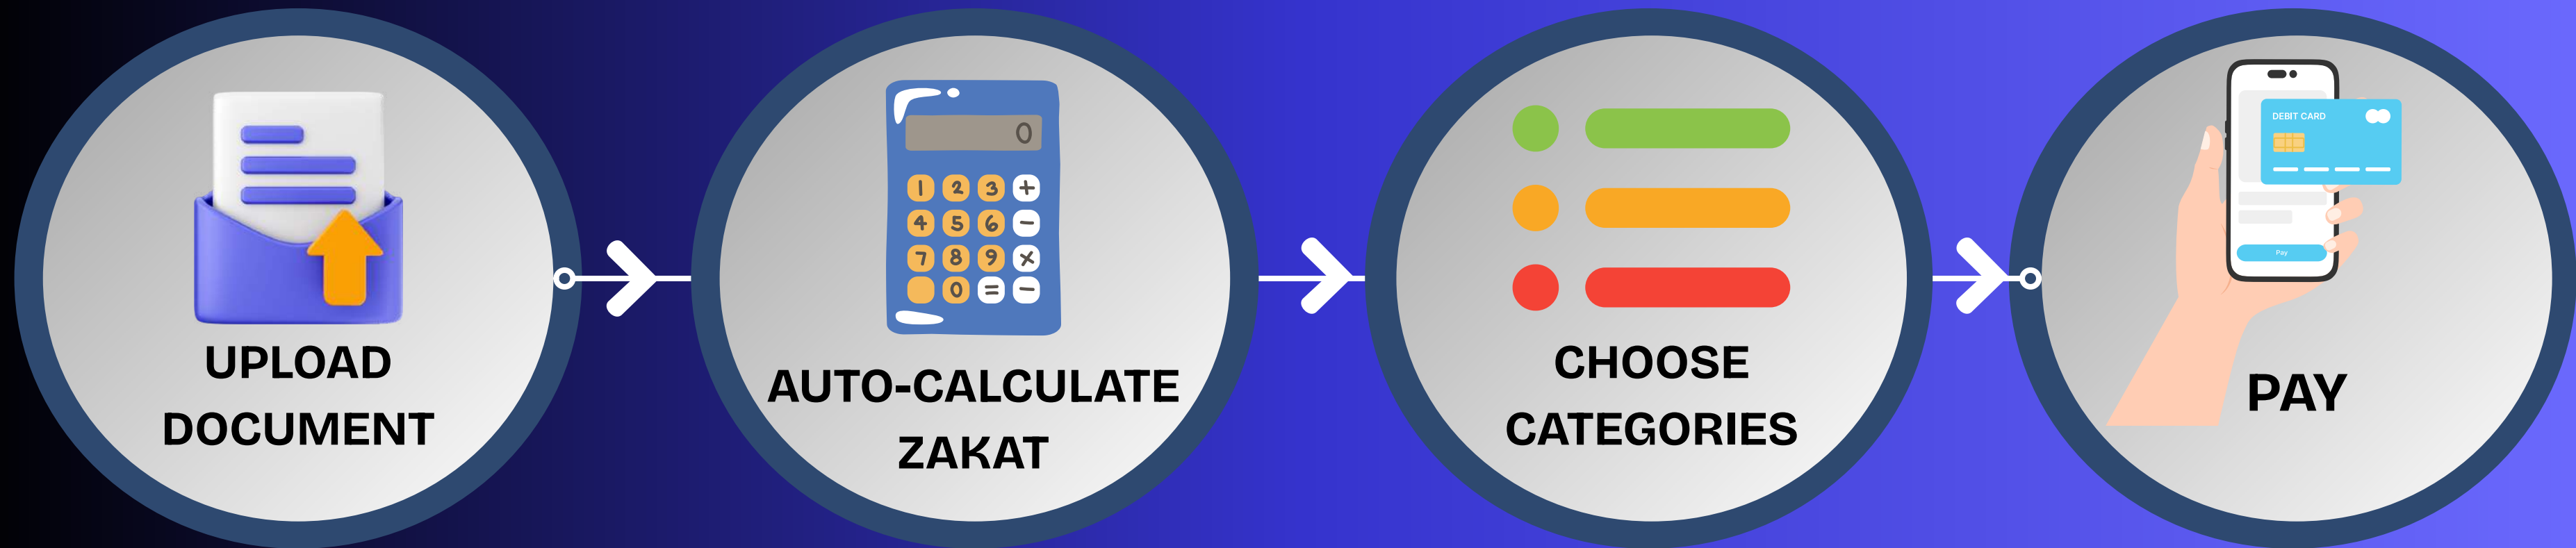 UPLOAD
DOCUMENT
0
1 2 3 +
4 5 6 -
7 8 9 ×
0 = -
AUTO-CALCULATE
ZAKAT
CHOOSE
CATEGORIES
DEBIT CARD
Pay
PAY